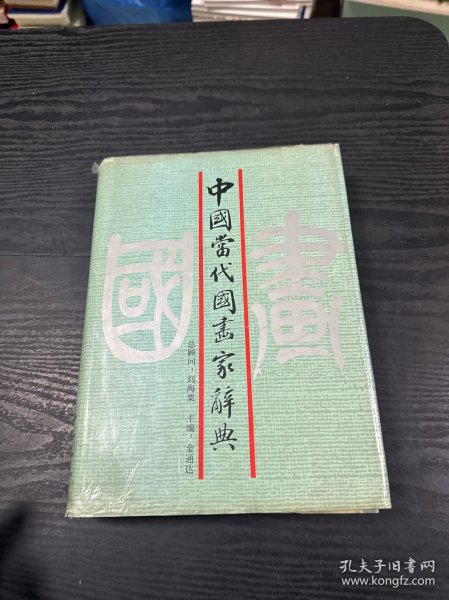 中國當代國畫家辭典
總顾问：刘海粟 主编：金通达
國畫
孔夫子旧书网
www.kongfz.com